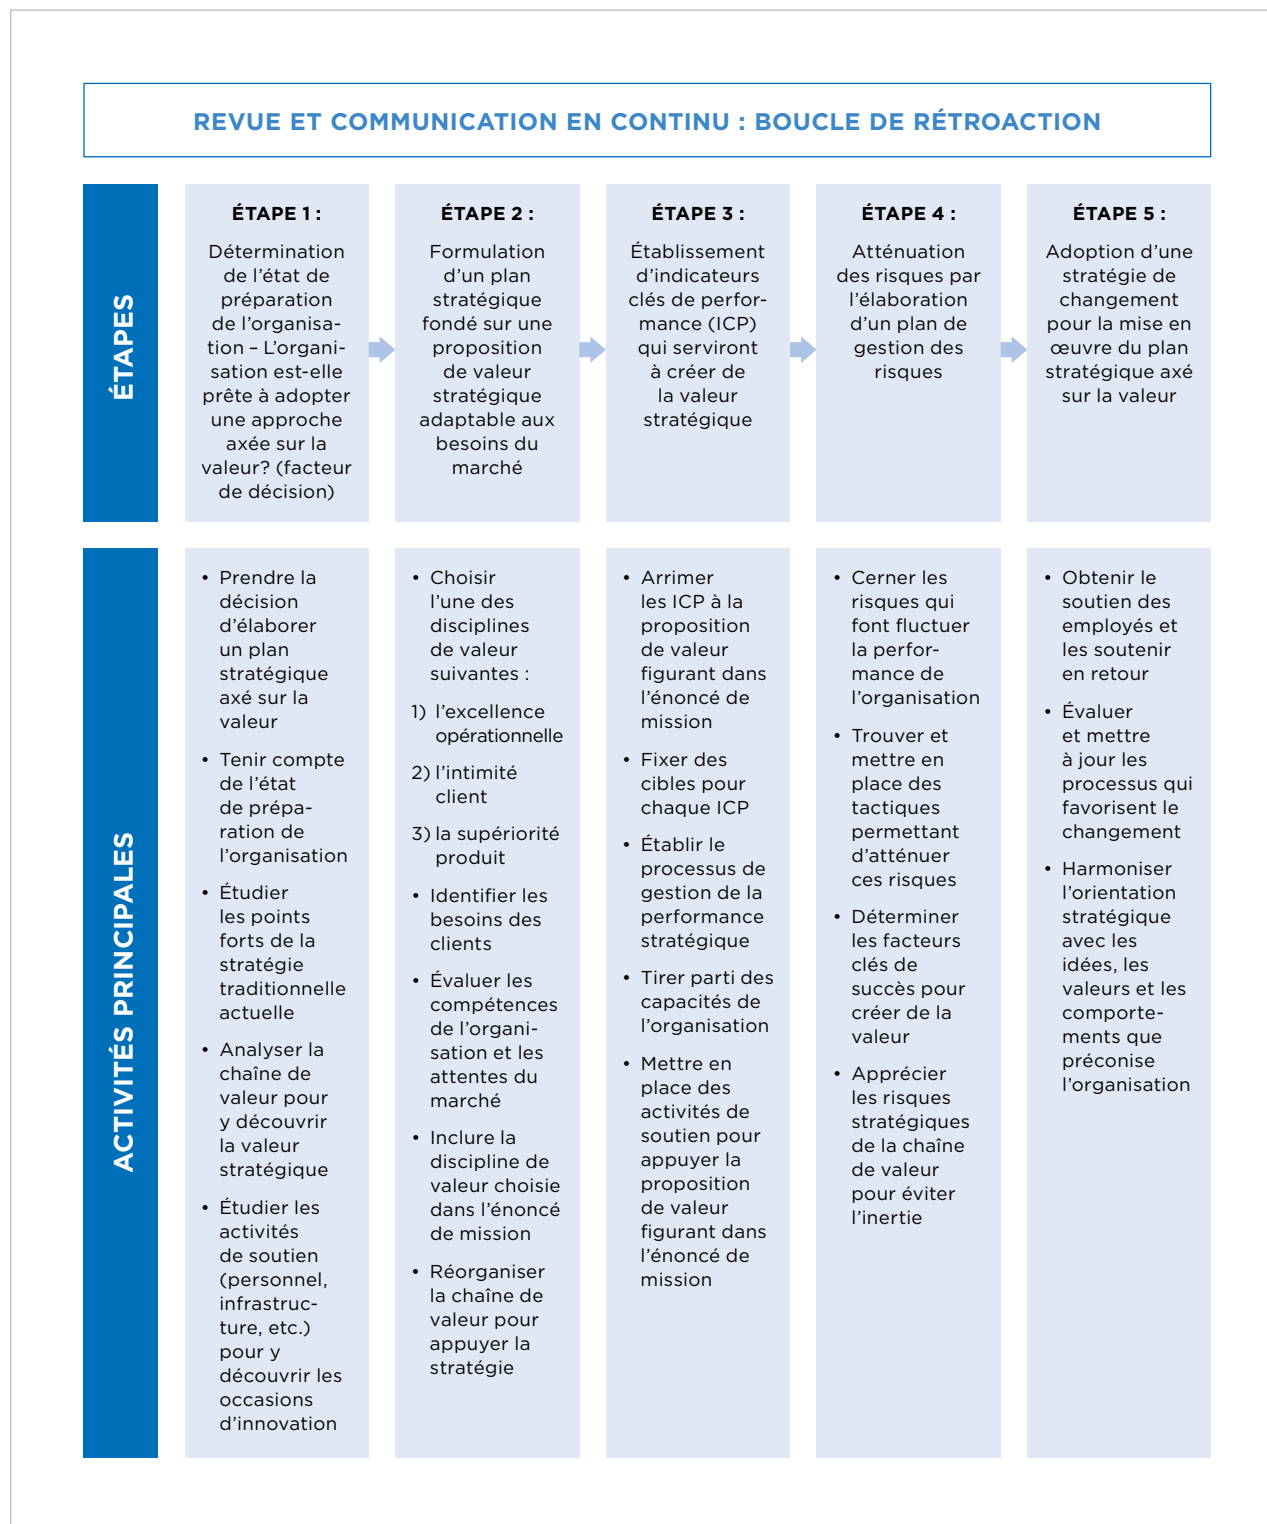 REVUE ET COMMUNICATION EN CONTINU : BOUCLE DE RÉTROACTION
ÉTAPES
ÉTAPE 1 :
Détermination
de l’état de
préparation
de l’organisa-
tion – L’organi-
sation est-elle
prête à adopter
une approche
axée sur la
valeur? (facteur
de décision)
ÉTAPE 2 :
Formulation
d’un plan
stratégique
fondé sur une
proposition
de valeur
stratégique
adaptable aux
besoins du
marché
ÉTAPE 3 :
Établissement
d’indicateurs
clés de perfor-
mance (ICP)
qui serviront
à créer de
la valeur
stratégique
ÉTAPE 4 :
Atténuation
des risques par
l’élaboration
d’un plan de
gestion des
risques
ÉTAPE 5 :
Adoption d’une
stratégie de
changement
pour la mise en
œuvre du plan
stratégique axé
sur la valeur
ACTIVITÉS PRINCIPALES
• Prendre la
décision
d’élaborer
un plan
stratégique
axé sur la
valeur
• Tenir compte
de l’état
de prépa-
ration de
l’organisation
• Étudier
les points
forts de la
stratégie
traditionnelle
actuelle
• Analyser la
chaîne de
valeur pour
y découvrir
la valeur
stratégique
• Étudier les
activités
de soutien
(personnel,
infrastruc-
ture, etc.)
pour y
découvrir les
occasions
d’innovation
• Choisir
l’une des
disciplines
de valeur
suivantes :
1) l’excellence
opérationnelle
2) l’intimité
client
3) la supériorité
produit
• Identifier les
besoins des
clients
• Évaluer les
compétences
de l’organi-
sation et les
attentes du
marché
• Inclure la
discipline de
valeur choisie
dans l’énoncé
de mission
• Réorganiser
la chaîne de
valeur pour
appuyer la
stratégie
• Arrimer
les ICP à la
proposition
de valeur
figurant dans
l’énoncé de
mission
• Fixer des
cibles pour
chaque ICP
• Établir le
processus de
gestion de la
performance
stratégique
• Tirer parti des
capacités de
l’organisation
• Mettre en
place des
activités de
soutien pour
appuyer la
proposition
de valeur
figurant dans
l’énoncé de
mission
• Cerner les
risques qui
font fluctuer
la perfor-
mance de
l’organisation
• Trouver et
mettre en
place des
tactiques
permettant
d’atténuer
ces risques
• Déterminer
les facteurs
clés de
succès pour
créer de la
valeur
• Apprécier
les risques
stratégiques
de la chaîne
de valeur
pour éviter
l’inertie
• Obtenir le
soutien des
employés et
les soutenir
en retour
• Évaluer
et mettre
à jour les
processus qui
favorisent le
changement
• Harmoniser
l’orientation
stratégique
avec les
idées, les
valeurs et les
comporte-
ments que
préconise
l’organisation